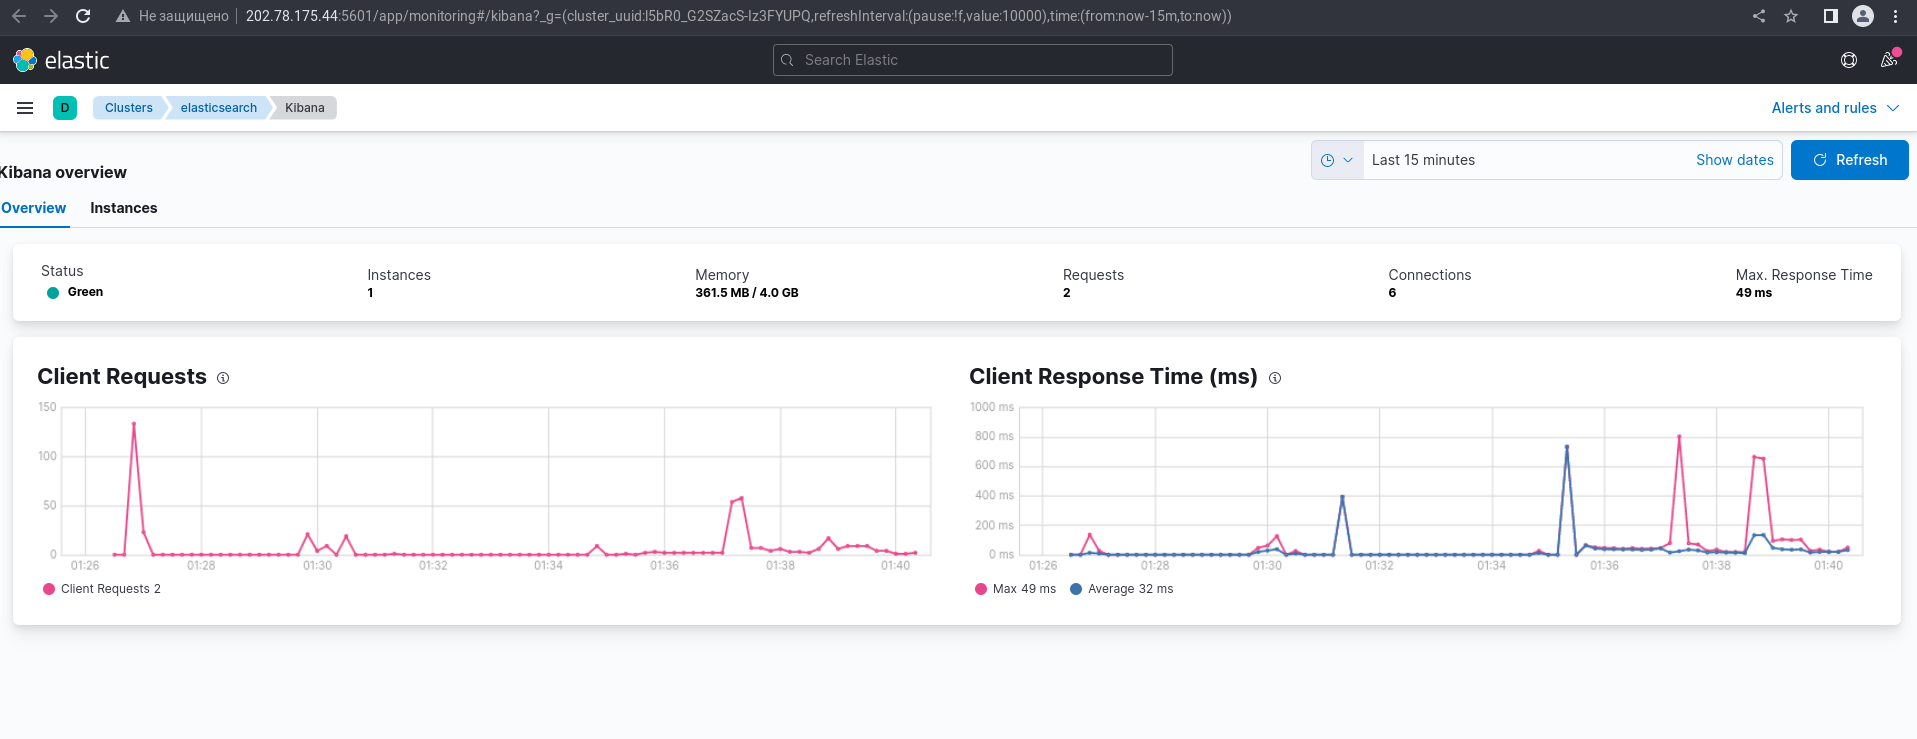 Не защищено 202.78.175.44:5601/app/monitoring#/kibana?_g=(cluster_uuid:I5bR0_G2SZacS-Iz3FYUPQ,refreshInterval:(pause:!f,value:10000),time:(from:now-15m,to:now))
elastic Search Elastic
D Clusters elasticsearch Kibana Alerts and rules
Last 15 minutes Show dates Refresh
Kibana overview
Overview Instances
Status Instances Memory Requests Connections Max. Response Time
Green 1 361.5 MB / 4.0 GB 2 6 49 ms
Client Requests
150
100
50
0
01:26 01:28 01:30 01:32 01:34 01:36 01:38 01:40
Client Requests 2
Client Response Time (ms)
1000 ms
800 ms
600 ms
400 ms
200 ms
0 ms
01:26 01:28 01:30 01:32 01:34 01:36 01:38 01:40
Max 49 ms Average 32 ms